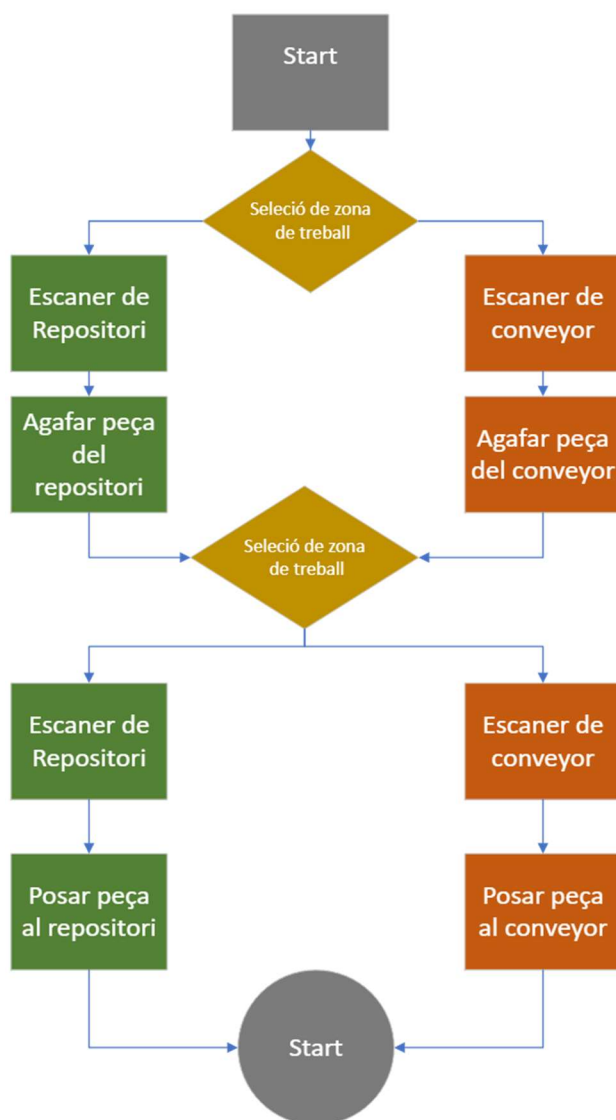 Start
Seleció de zona
de treball
Escaner de
Repositori
Escaner de
conveyor
Agafar peça
del
repositori
Agafar peça
del conveyor
Seleció de zona
de treball
Escaner de
Repositori
Escaner de
conveyor
Posar peça
al repositori
Posar peça
al conveyor
Start